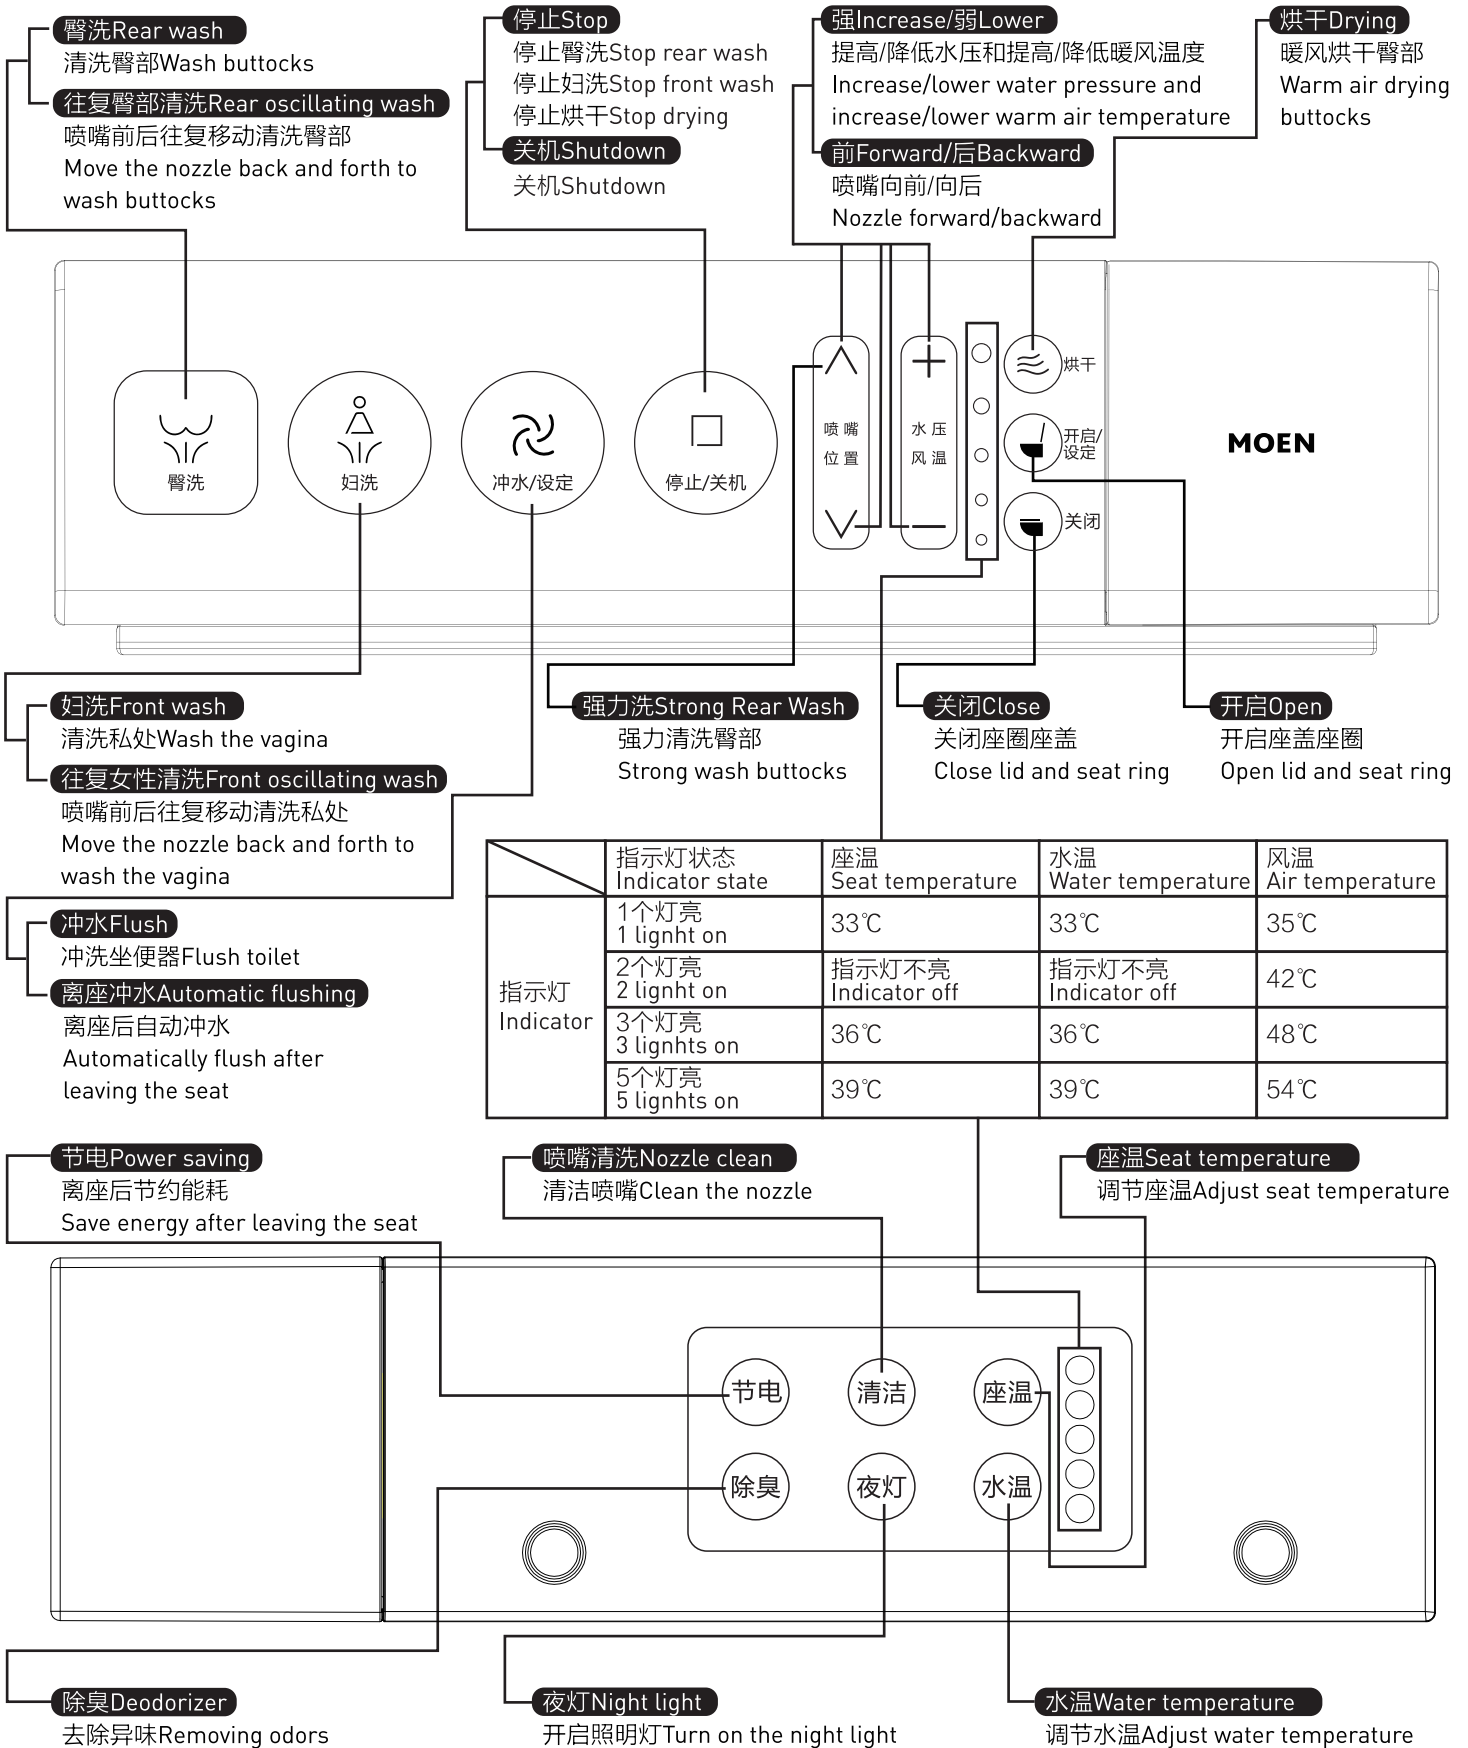 臀洗Rear wash
清洗臀部Wash buttocks
往复臀部清洗Rear oscillating wash
喷嘴前后往复移动清洗臀部
Move the nozzle back and forth to
wash buttocks
停止Stop
停止臀洗Stop rear wash
停止妇洗Stop front wash
停止烘干Stop drying
关机Shutdown
关机Shutdown
强Increase/弱Lower
提高/降低水压和提高/降低暖风温度
Increase/lower water pressure and
increase/lower warm air temperature
前Forward/后Backward
喷嘴向前/向后
Nozzle forward/backward
烘干Drying
暖风烘干臀部
Warm air drying
buttocks
臀洗
妇洗
冲水/设定
停止/关机
喷嘴
位置
水压
风温
烘干
开启/
设定
关闭
MOEN
妇洗Front wash
清洗私处Wash the vagina
往复女性清洗Front oscillating wash
喷嘴前后往复移动清洗私处
Move the nozzle back and forth to
wash the vagina
强力洗Strong Rear Wash
强力清洗臀部
Strong wash buttocks
关闭Close
关闭座圈座盖
Close lid and seat ring
开启Open
开启座盖座圈
Open lid and seat ring
冲水Flush
冲洗坐便器Flush toilet
离座冲水Automatic flushing
离座后自动冲水
Automatically flush after
leaving the seat
指示灯状态 座温 水温 风温
Indicator state Seat temperature Water temperature Air temperature
指示灯
Indicator
1个灯亮
1 lignht on
33℃ 33℃ 35℃
2个灯亮 指示灯不亮 指示灯不亮
2 lignht on Indicator off Indicator off
42℃
3个灯亮
3 lignhts on
36℃ 36℃ 48℃
5个灯亮
5 lignhts on
39℃ 39℃ 54℃
节电Power saving
离座后节约能耗
Save energy after leaving the seat
喷嘴清洗Nozzle clean
清洁喷嘴Clean the nozzle
座温Seat temperature
调节座温Adjust seat temperature
节电 清洁 座温
除臭 夜灯 水温
除臭Deodorizer
去除异味Removing odors
夜灯Night light
开启照明灯Turn on the night light
水温Water temperature
调节水温Adjust water temperature